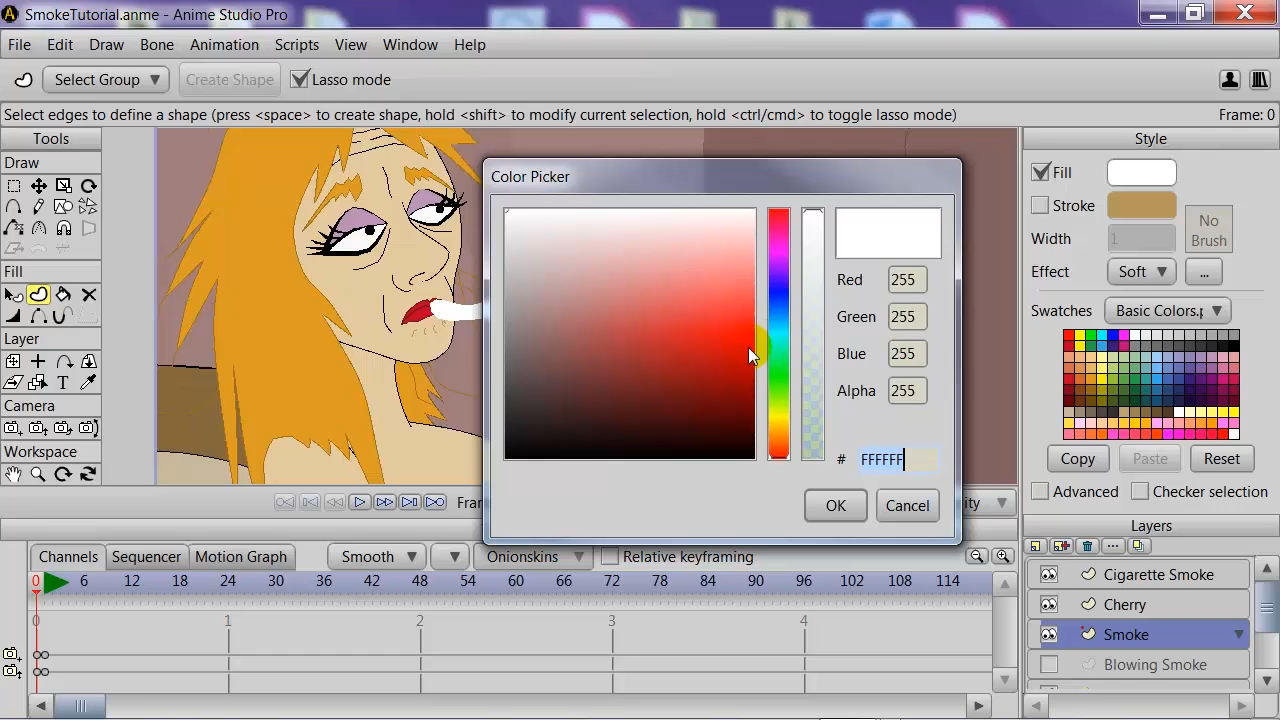 SmokeTutorial.anme - Anime Studio Pro
File Edit Draw Bone Animation Scripts View Window Help
Select Group Create Shape Lasso mode
Select edges to define a shape (press <space> to create shape, hold <shift> to modify current selection, hold <ctrl/cmd> to toggle lasso mode) Frame: 0
Tools
Draw
Fill
Layer
Camera
Workspace
Color Picker
Red 255
Green 255
Blue 255
Alpha 255
# FFFFFF
OK Cancel
Style
Fill
Stroke
Width 1
No Brush
Effect Soft ...
Swatches Basic Colors.p
Copy Paste Reset
Advanced Checker selection
Layers
Cigarette Smoke
Cherry
Smoke
Blowing Smoke
Channels Sequencer Motion Graph Smooth Onionskins Relative keyframing
0 6 12 18 24 30 36 42 48 54 60 66 72 78 84 90 96 102 108 114
0 1 2 3 4